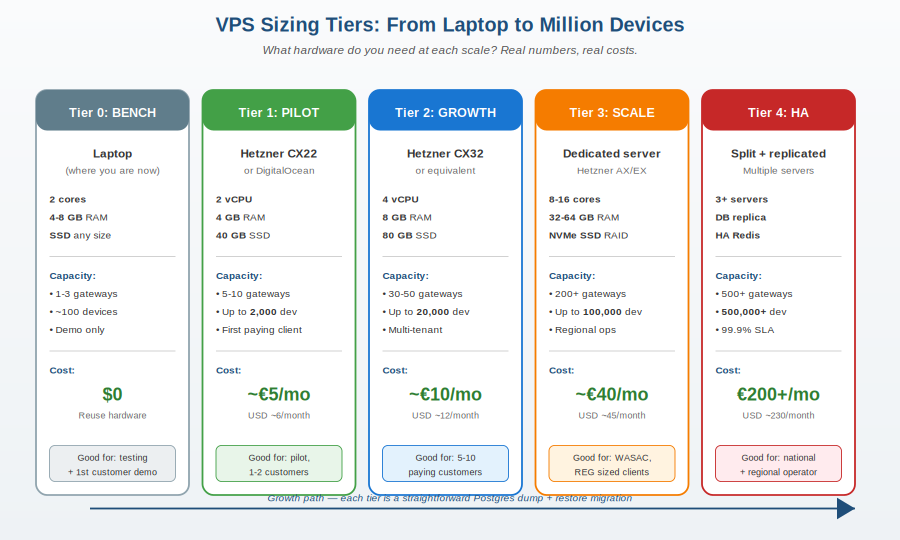 VPS Sizing Tiers: From Laptop to Million Devices
What hardware do you need at each scale? Real numbers, real costs.
Tier 0: BENCH
Laptop
(where you are now)
2 cores
4-8 GB RAM
SSD any size
Capacity:
• 1-3 gateways
• ~100 devices
• Demo only
Cost:
$0
Reuse hardware
Good for: testing
+ 1st customer demo
Tier 1: PILOT
Hetzner CX22
or DigitalOcean
2 vCPU
4 GB RAM
40 GB SSD
Capacity:
• 5-10 gateways
• Up to 2,000 dev
• First paying client
Cost:
~€5/mo
USD ~6/month
Good for: pilot,
1-2 customers
Tier 2: GROWTH
Hetzner CX32
or equivalent
4 vCPU
8 GB RAM
80 GB SSD
Capacity:
• 30-50 gateways
• Up to 20,000 dev
• Multi-tenant
Cost:
~€10/mo
USD ~12/month
Good for: 5-10
paying customers
Tier 3: SCALE
Dedicated server
Hetzner AX/EX
8-16 cores
32-64 GB RAM
NVMe SSD RAID
Capacity:
• 200+ gateways
• Up to 100,000 dev
• Regional ops
Cost:
~€40/mo
USD ~45/month
Good for: WASAC,
REG sized clients
Tier 4: HA
Split + replicated
Multiple servers
3+ servers
DB replica
HA Redis
Capacity:
• 500+ gateways
• 500,000+ dev
• 99.9% SLA
Cost:
€200+/mo
USD ~230/month
Good for: national
+ regional operator
Growth path — each tier is a straightforward Postgres dump + restore migration